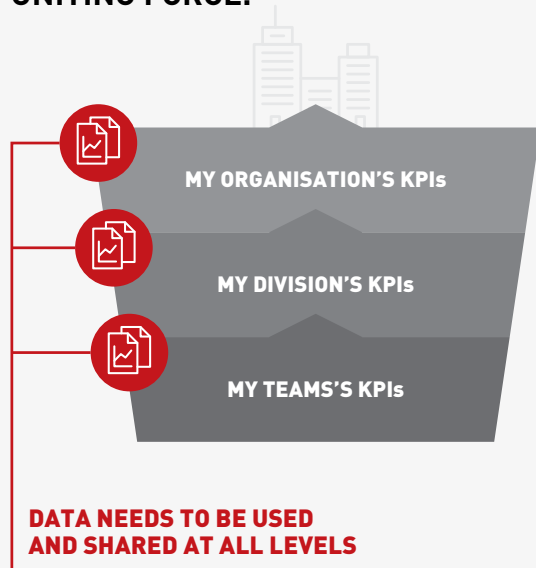 UNITING FORCE.
MY ORGANISATION'S KPIs
MY DIVISION'S KPIs
MY TEAMS'S KPIs
DATA NEEDS TO BE USED
AND SHARED AT ALL LEVELS